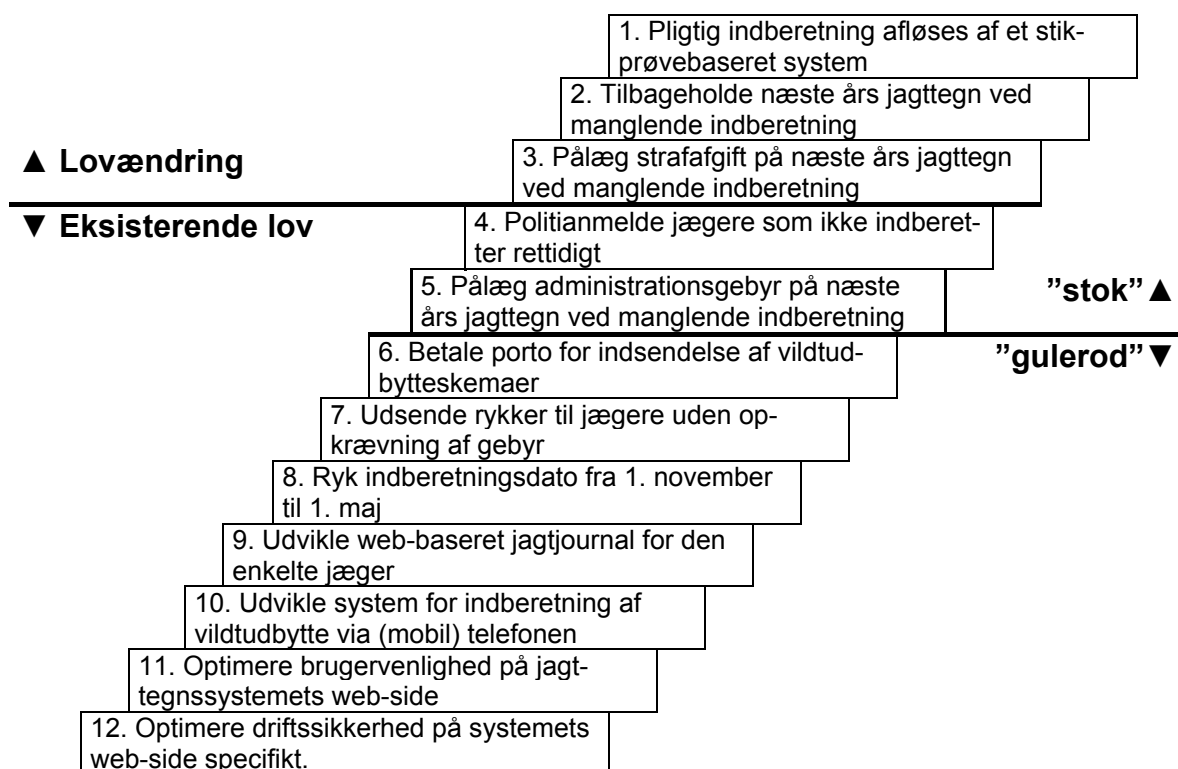 1. Pligtig indberetning afløses af et stik-
prøvebaseret system
2. Tilbageholde næste års jagttegn ved
manglende indberetning
▲ Lovændring
3. Pålæg strafafgift på næste års jagttegn
ved manglende indberetning
▼ Eksisterende lov
4. Politianmelde jægere som ikke indberet-
ter rettidigt
5. Pålæg administrationsgebyr på næste
års jagttegn ved manglende indberetning
”stok”▲
”gulerod”▼
6. Betale porto for indsendelse af vildtud-
bytteskemaer
7. Udsende rykker til jægere uden op-
krævning af gebyr
8. Ryk indberetningsdato fra 1. november
til 1. maj
9. Udvikle web-baseret jagtjournal for den
enkelte jæger
10. Udvikle system for indberetning af
vildtudbytte via (mobil) telefonen
11. Optimere brugervenlighed på jagt-
tegnssystemets web-side
12. Optimere driftssikkerhed på systemets
web-side specifikt.